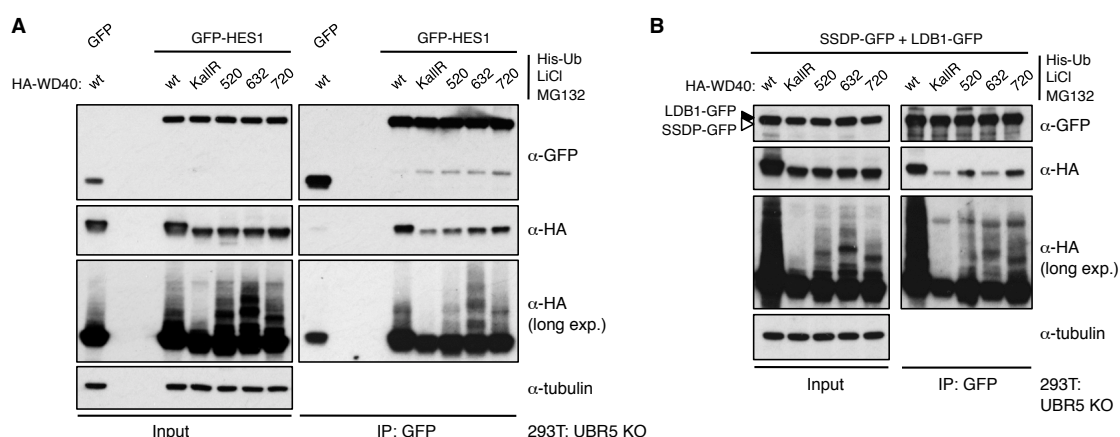 A
GFP GFP-HES1 GFP GFP-HES1
HA-WD40: wt wt KallR 520 632 720 wt wt KallR 520 632 720
His-Ub
LiCl
MG132
α-GFP
α-HA
α-HA
(long exp.)
α-tubulin
Input IP: GFP 293T: UBR5 KO
B
SSDP-GFP + LDB1-GFP
HA-WD40: wt KallR 520 632 720 wt KallR 520 632 720
His-Ub
LiCl
MG132
LDB1-GFP
SSDP-GFP
α-GFP
α-HA
α-HA
(long exp.)
α-tubulin
Input IP: GFP 293T:
UBR5 KO